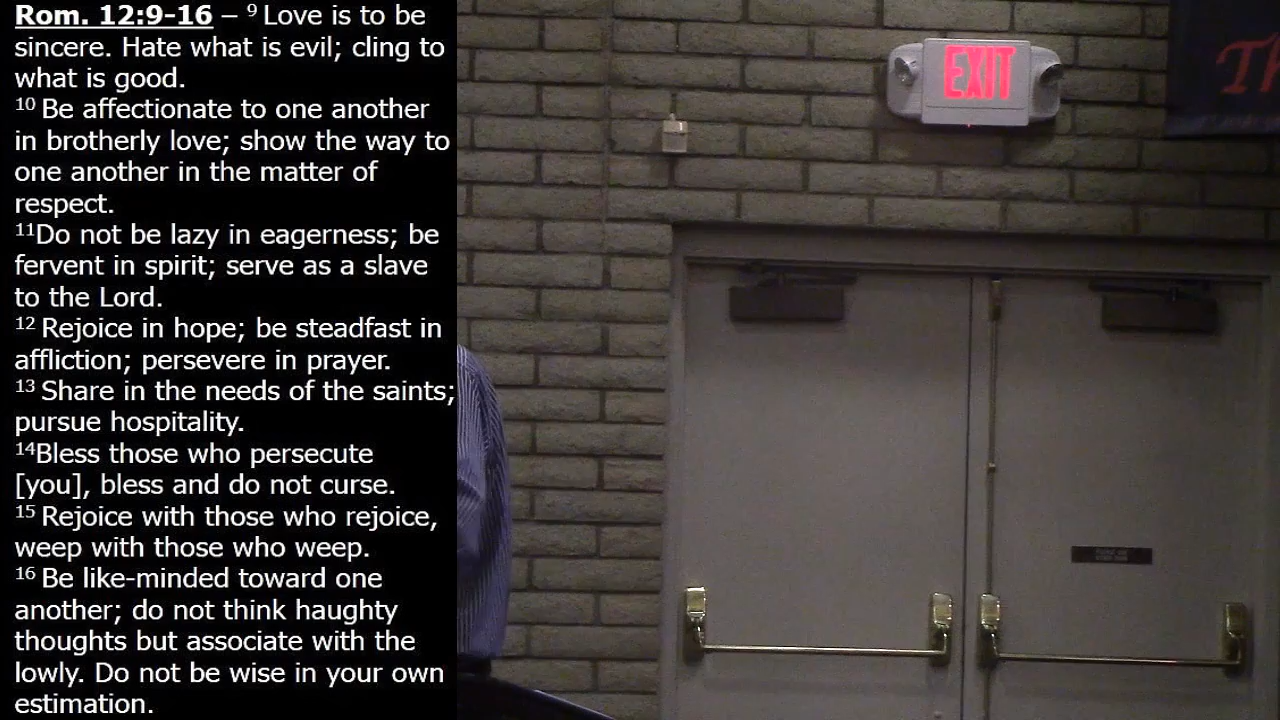 Rom. 12:9-16 – 9 Love is to be
sincere. Hate what is evil; cling to
what is good.
10 Be affectionate to one another
in brotherly love; show the way to
one another in the matter of
respect.
11Do not be lazy in eagerness; be
fervent in spirit; serve as a slave
to the Lord.
12 Rejoice in hope; be steadfast in
affliction; persevere in prayer.
13 Share in the needs of the saints;
pursue hospitality.
14Bless those who persecute
[you], bless and do not curse.
15 Rejoice with those who rejoice,
weep with those who weep.
16 Be like-minded toward one
another; do not think haughty
thoughts but associate with the
lowly. Do not be wise in your own
estimation.
EXIT